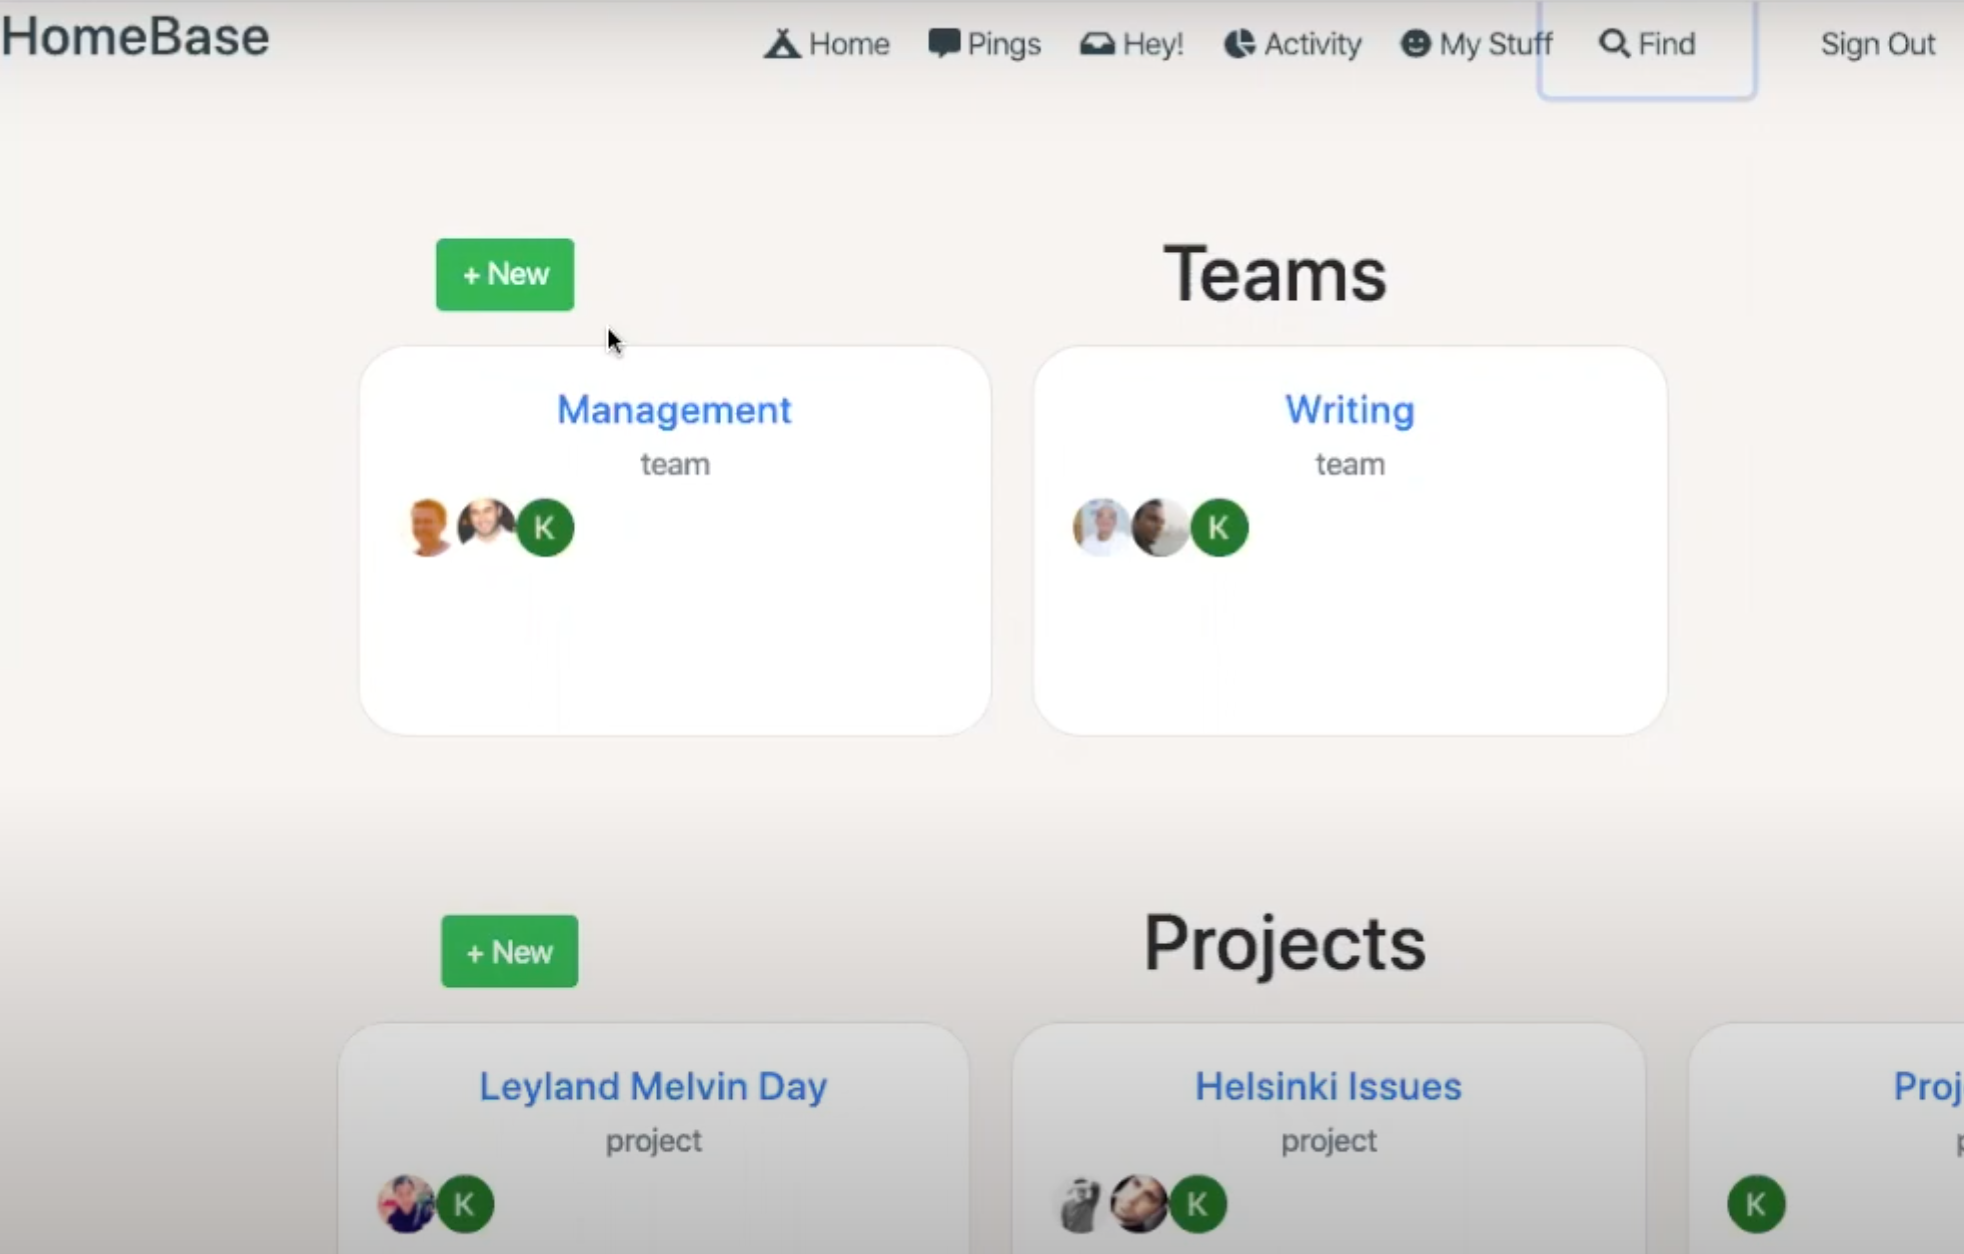 HomeBase
Home Pings Hey! Activity My Stuff Find Sign Out
+ New
Teams
Management
team
K
Writing
team
K
+ New
Projects
Leyland Melvin Day
project
K
Helsinki Issues
project
K
Proj
p
K